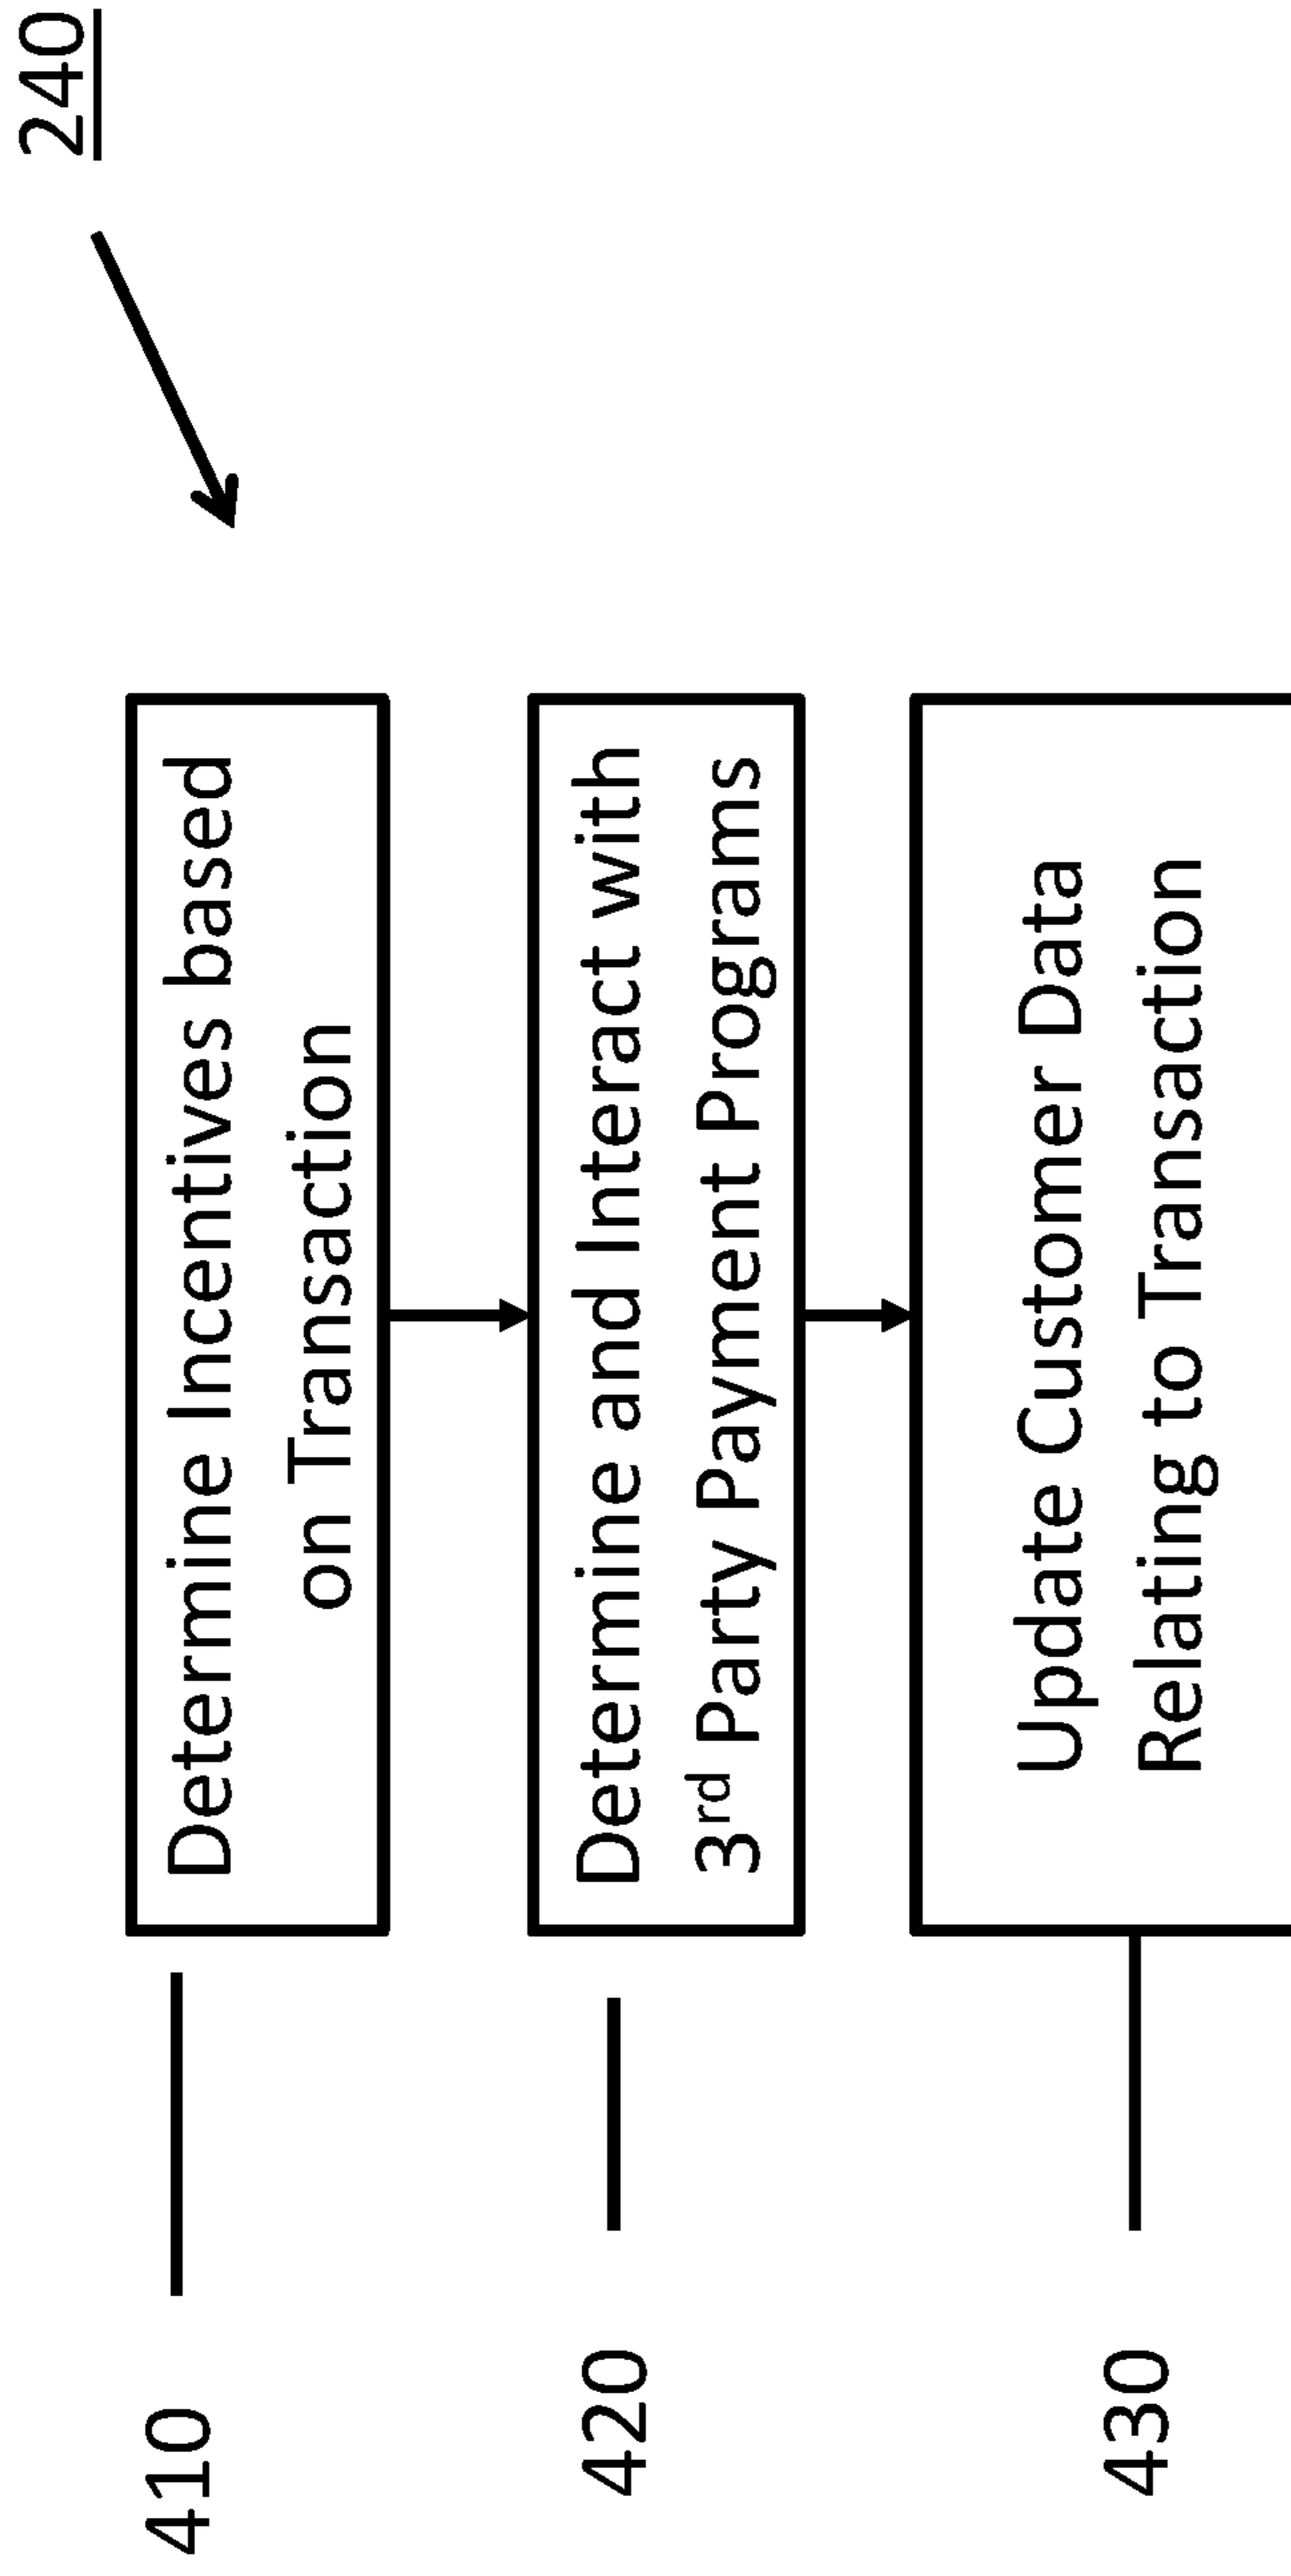 240
410
Determine Incentives based
on Transaction
420
Determine and Interact with
3rd Party Payment Programs
430
Update Customer Data
Relating to Transaction